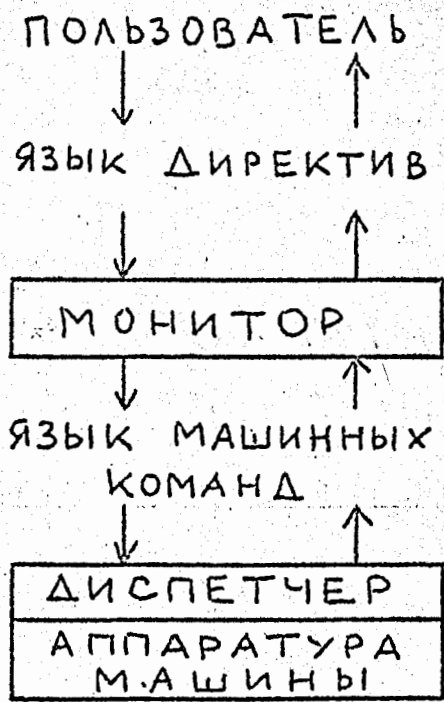 ПОЛЬЗОВАТЕЛЬ
ЯЗЫК ДИРЕКТИВ
МОНИТОР
ЯЗЫК МАШИННЫХ
КОМАНД
ДИСПЕТЧЕР
АППАРАТУРА
МАШИНЫ